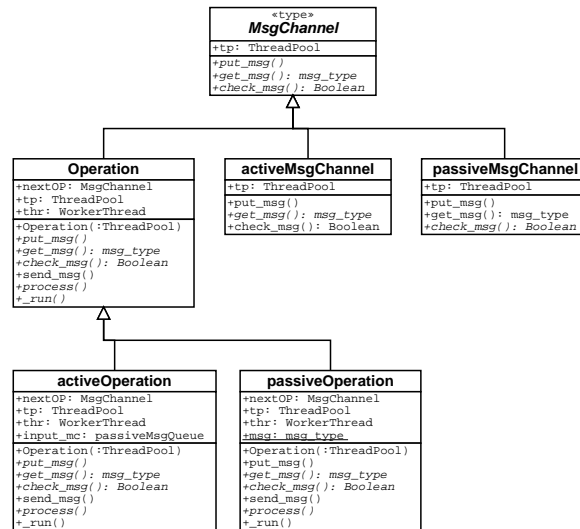 «type»
MsgChannel
+tp: ThreadPool
+put_msg()
+get_msg(): msg_type
+check_msg(): Boolean
Operation
+nextOP: MsgChannel
+tp: ThreadPool
+thr: WorkerThread
+Operation(:ThreadPool)
+put_msg()
+get_msg(): msg_type
+check_msg(): Boolean
+send_msg()
+process()
+_run()
activeMsgChannel
+tp: ThreadPool
+put_msg()
+get_msg(): msg_type
+check_msg(): Boolean
passiveMsgChannel
+tp: ThreadPool
+put_msg()
+get_msg(): msg_type
+check_msg(): Boolean
activeOperation
+nextOP: MsgChannel
+tp: ThreadPool
+thr: WorkerThread
+input_mc: passiveMsgQueue
+Operation(:ThreadPool)
+put_msg()
+get_msg(): msg_type
+check_msg(): Boolean
+send_msg()
+process()
+_run()
passiveOperation
+nextOP: MsgChannel
+tp: ThreadPool
+thr: WorkerThread
+msg: msg_type
+Operation(:ThreadPool)
+put_msg()
+get_msg(): msg_type
+check_msg(): Boolean
+send_msg()
+process()
+_run()